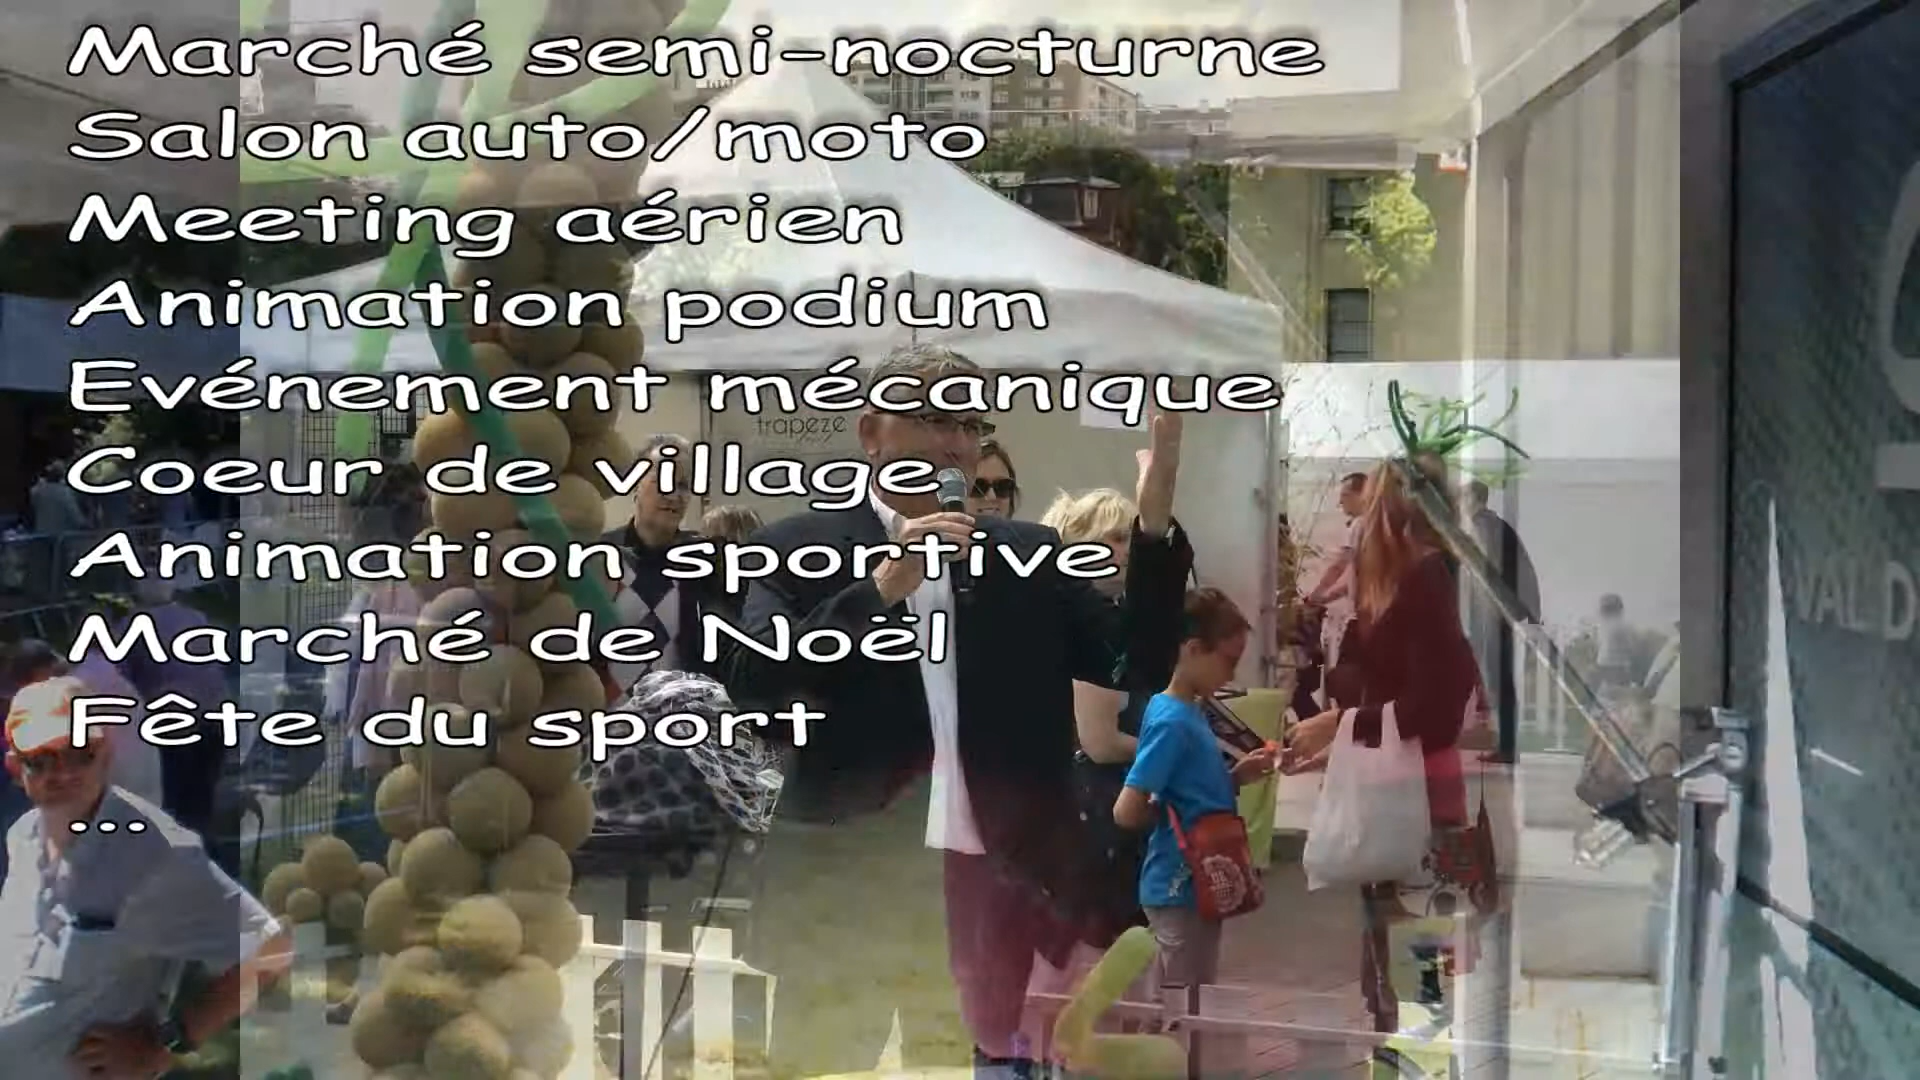 Marché semi-nocturne
Salon auto/moto
Meeting aérien
Animation podium
Evénement mécanique
trapeze
Coeur de village
Animation sportive
VAL D
Marché de Noël
Fête du sport
...